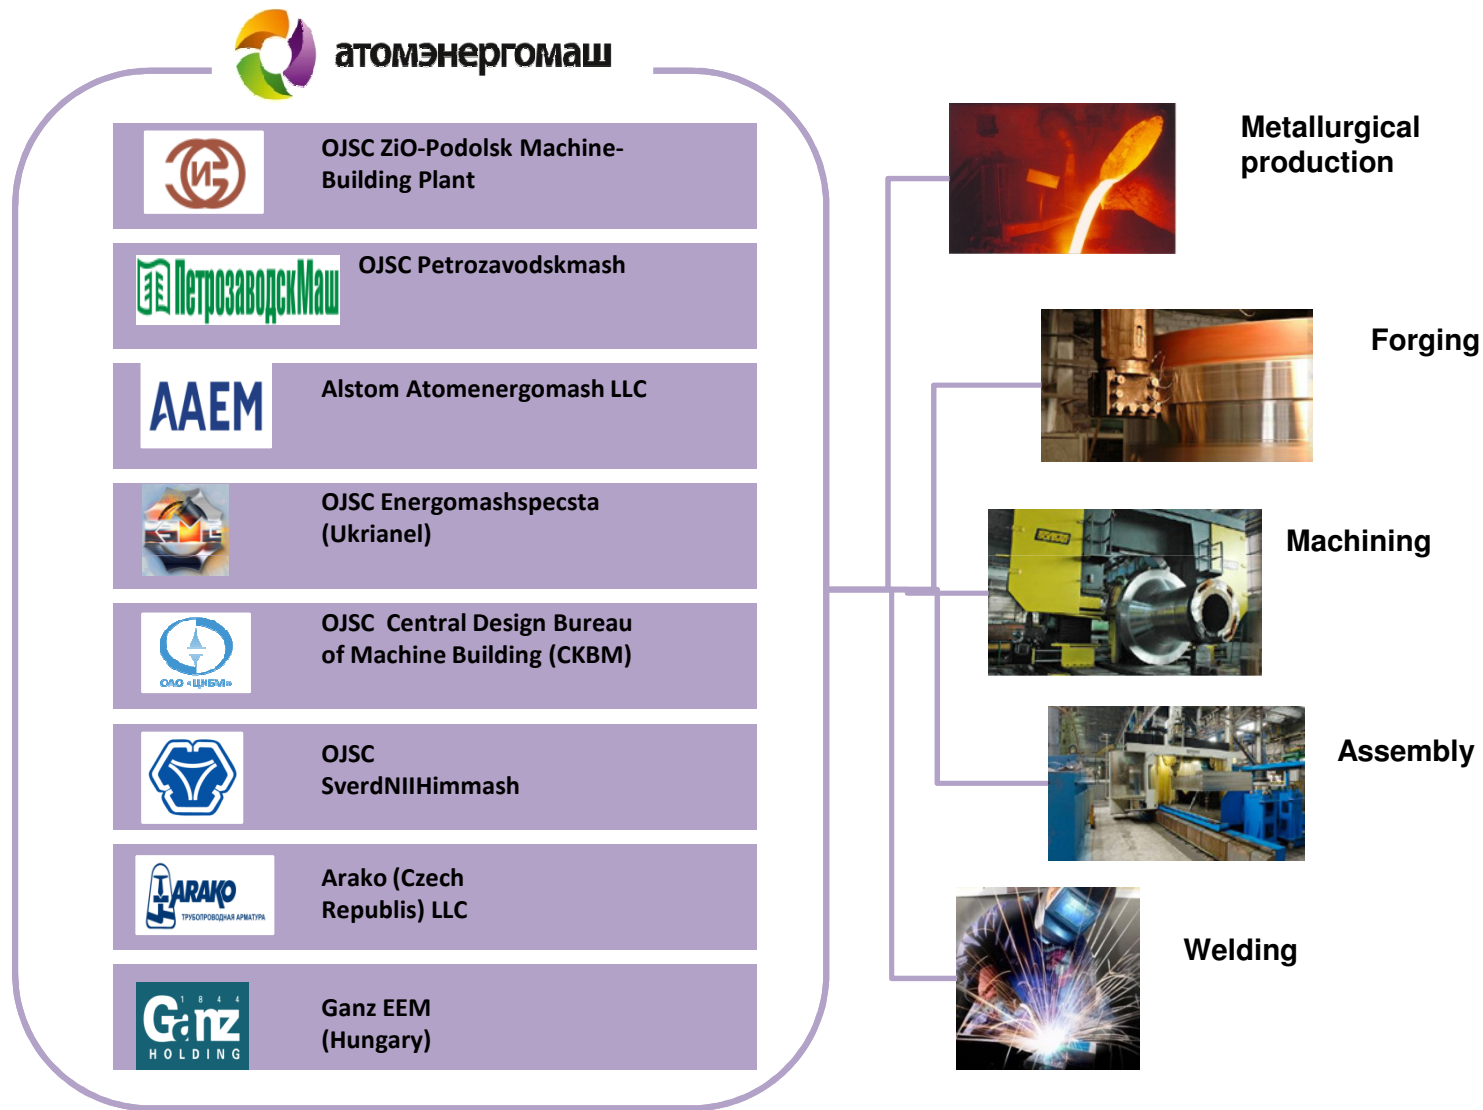 атомэнергомаш
OJSC ZiO-Podolsk Machine-
Building Plant
ПетрозаводскМаш
OJSC Petrozavodskmash
ААЕМ
Alstom Atomenergomash LLC
OJSC Energomashspecsta
(Ukrianel)
OJSC Central Design Bureau
of Machine Building (CKBM)
ОАО «ЦКБМ»
OJSC
SverdNIIHimmash
ARAKO
ТРУБОПРОВОДНАЯ АРМАТУРА
Arako (Czech
Republis) LLC
1844
Ganz
HOLDING
Ganz EEM
(Hungary)
Metallurgical
production
Forging
Machining
Assembly
Welding